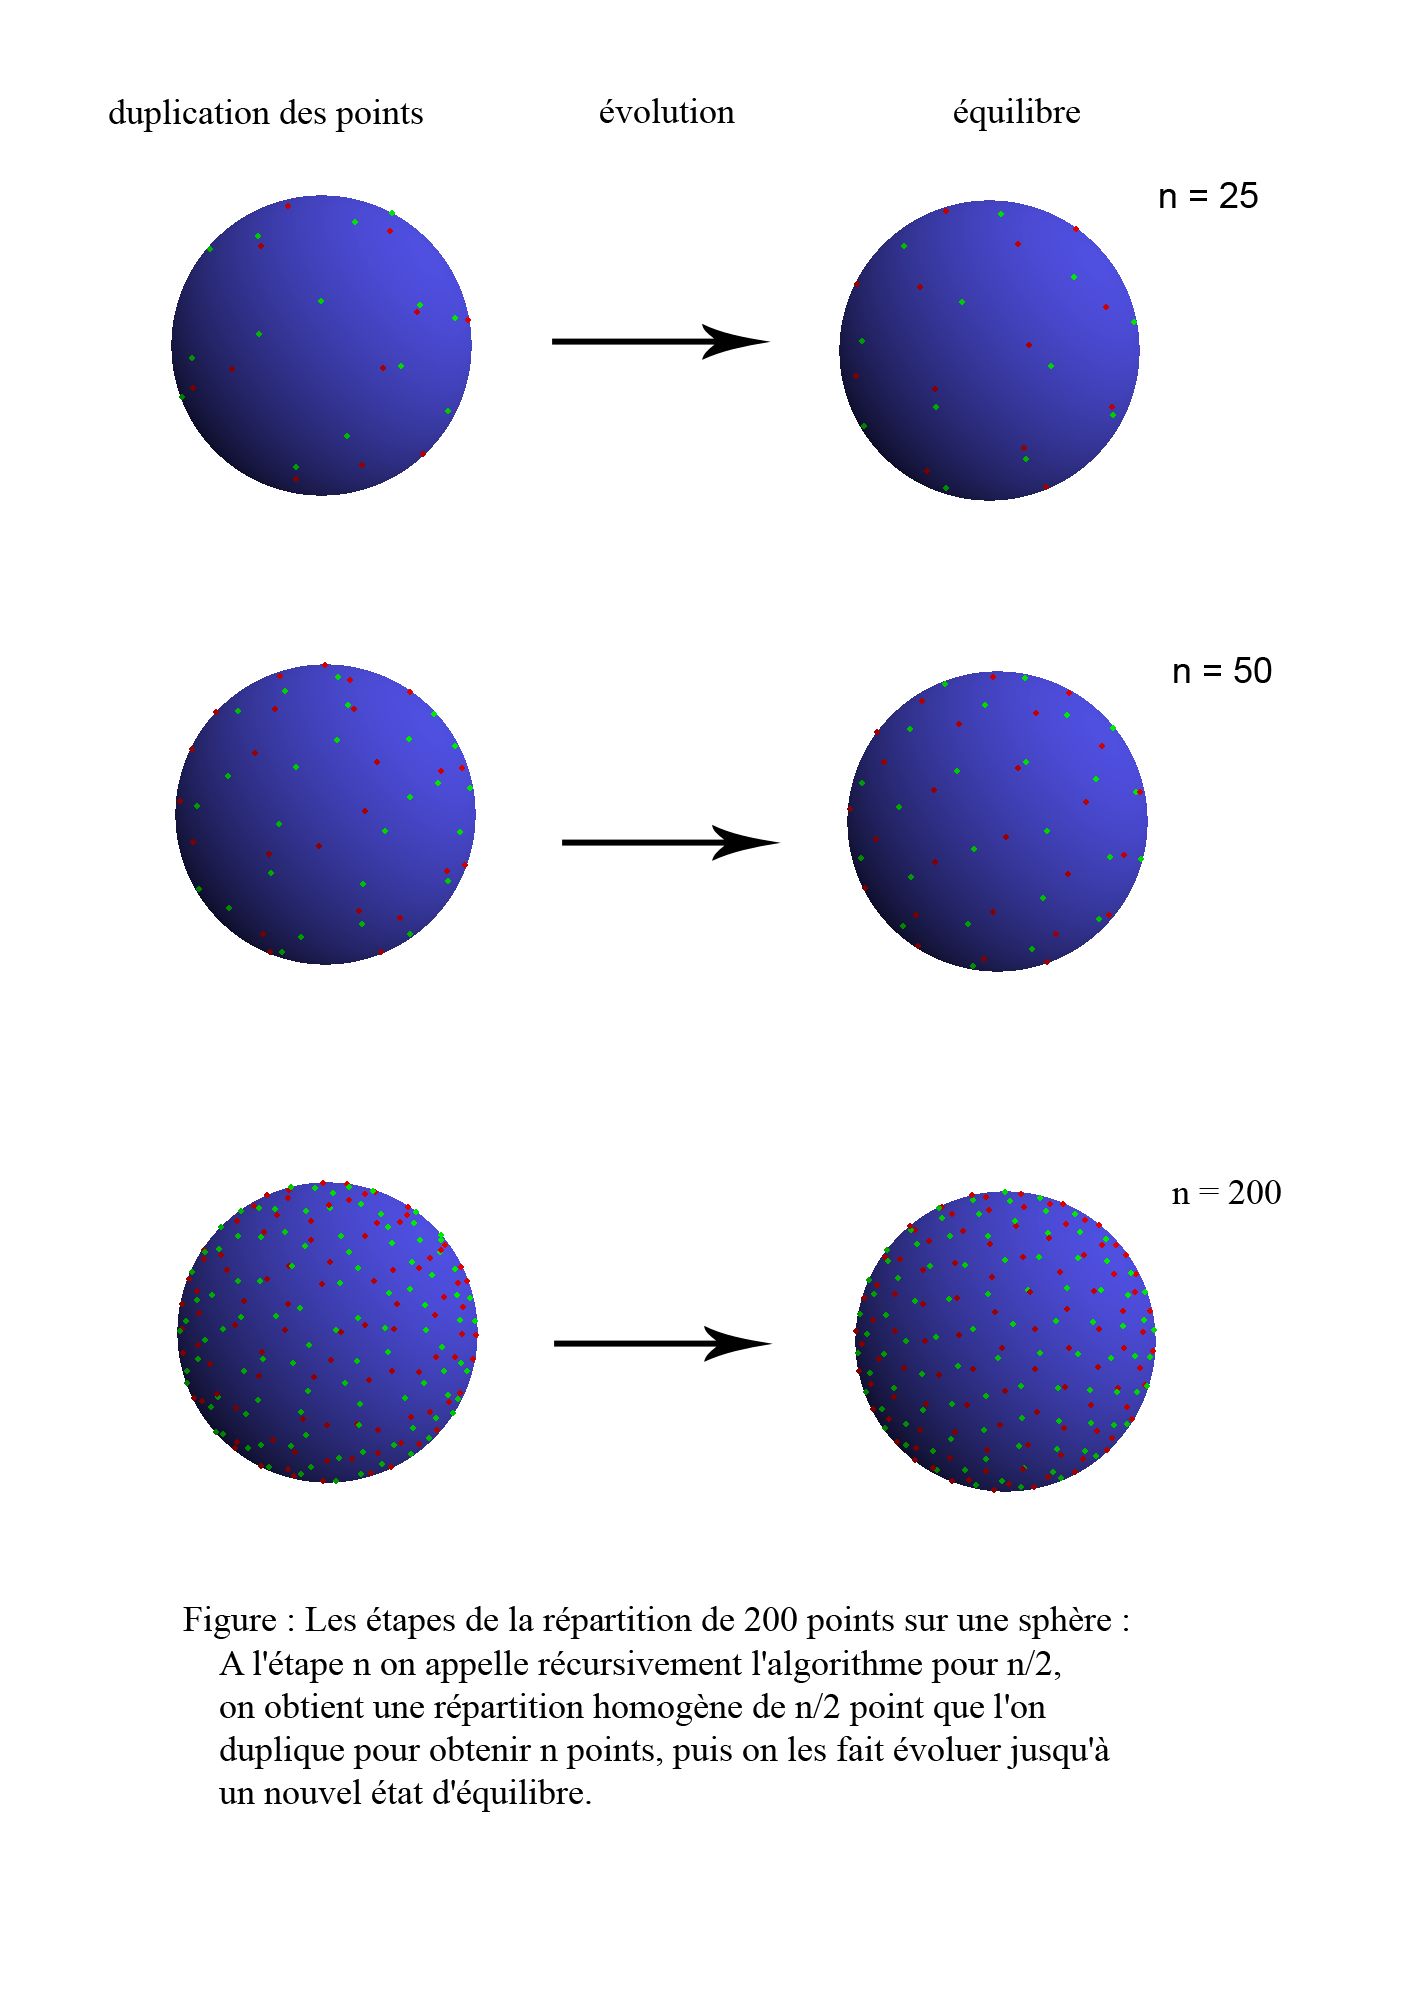 duplication des points évolution équilibre
n = 25
n = 50
n = 200
Figure : Les étapes de la répartition de 200 points sur une sphère :
A l'étape n on appelle récursivement l'algorithme pour n/2,
on obtient une répartition homogène de n/2 point que l'on
duplique pour obtenir n points, puis on les fait évoluer jusqu'à
un nouvel état d'équilibre.